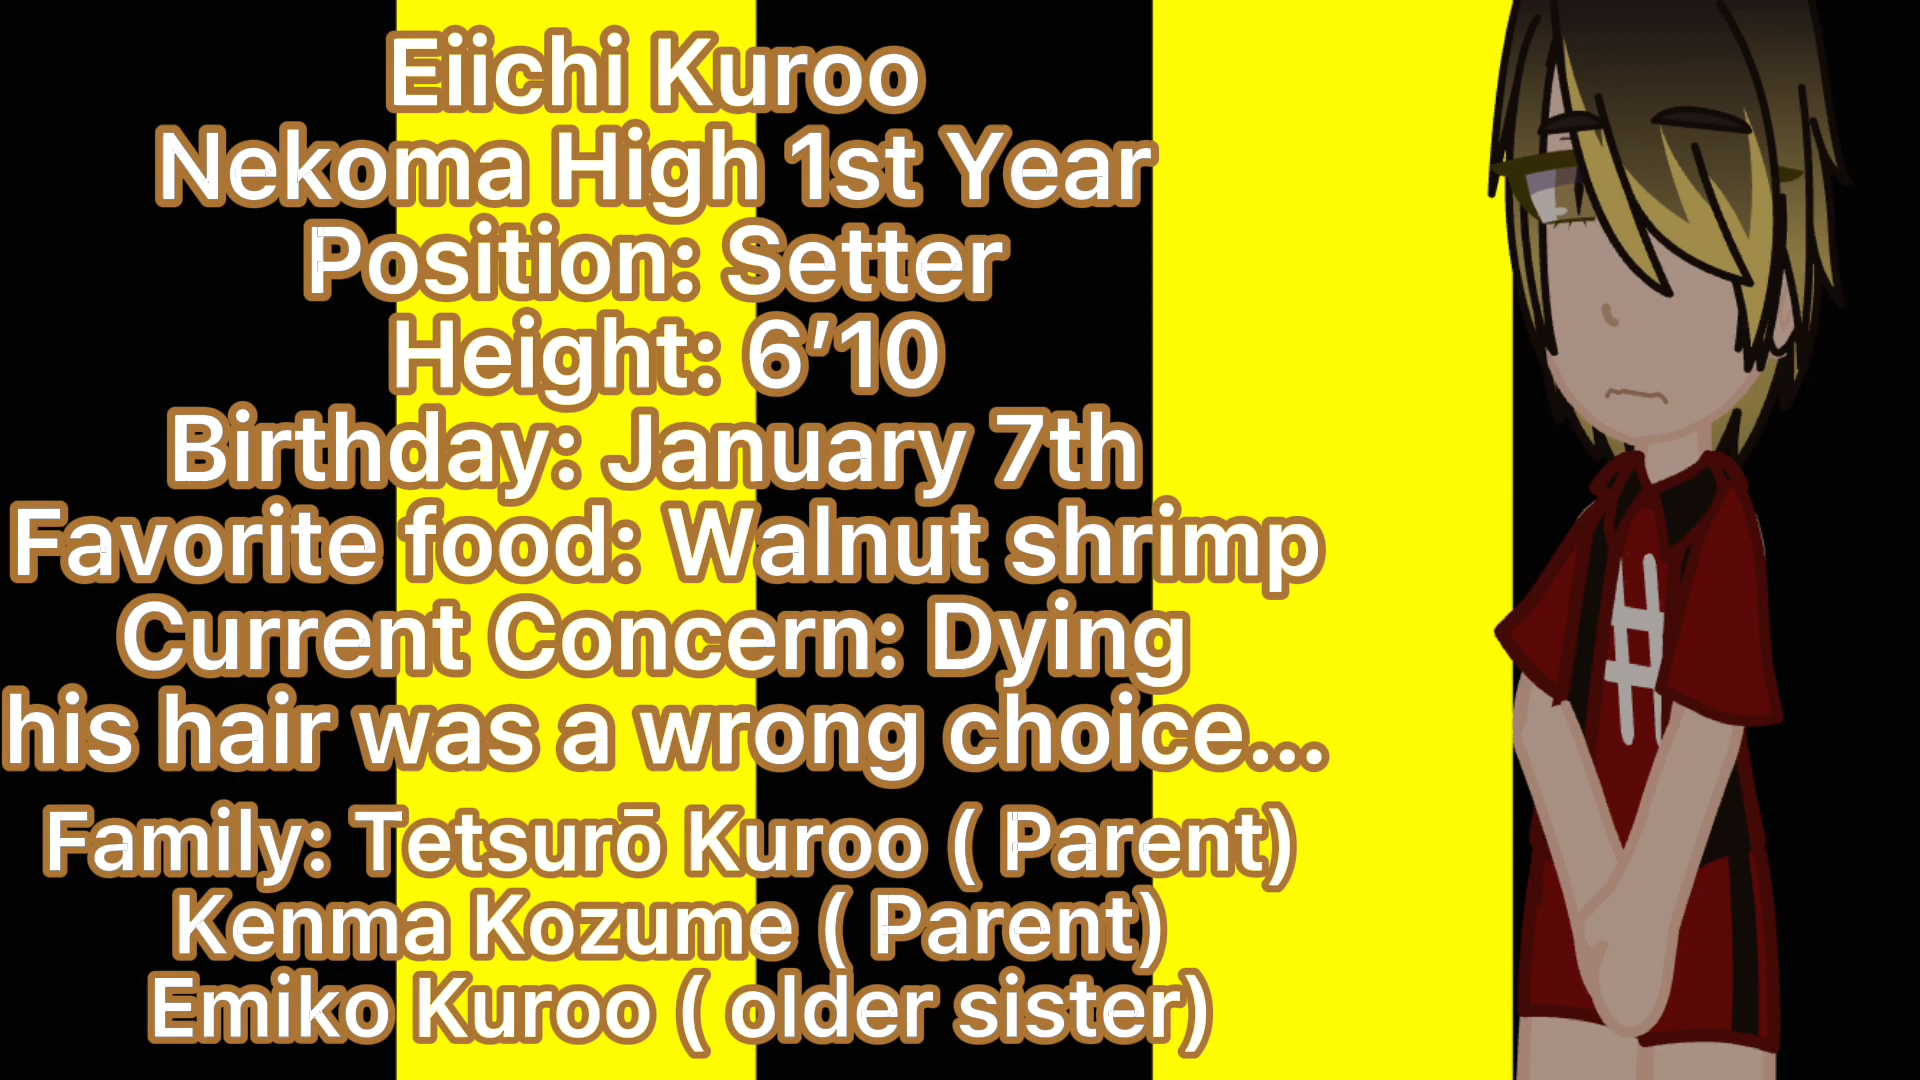 Eiichi Kuroo
Nekoma High 1st Year
Position: Setter
Height: 6’10
Birthday: January 7th
Favorite food: Walnut shrimp
Current Concern: Dying
his hair was a wrong choice...
Family: Tetsurō Kuroo ( Parent)
Kenma Kozume ( Parent)
Emiko Kuroo ( older sister)